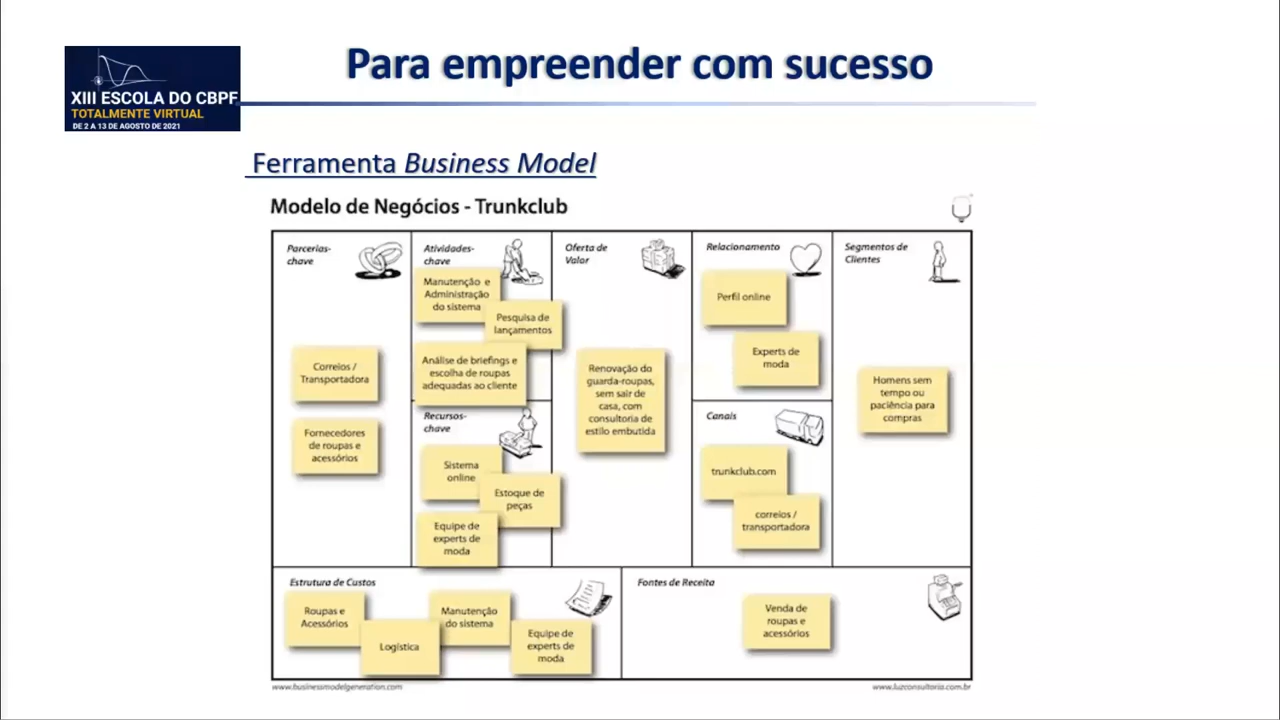 Para empreender com sucesso
XIII ESCOLA DO CBPF
TOTALMENTE VIRTUAL
DE 2 A 13 DE AGOSTO DE 2021
Ferramenta Business Model
Modelo de Negócios - Trunkclub
Parcerias-
chave
Correios /
Transportadora
Fornecedores
de roupas e
acessórios
Atividades-
chave
Manutenção e
Administração
do sistema
Pesquisa de
lançamentos
Análise de briefings e
escolha de roupas
adequadas ao cliente
Recursos-
chave
Sistema
online
Estoque de
peças
Equipe de
experts de
moda
Oferta de
Valor
Renovação do
guarda-roupas,
sem sair de
casa, com
consultoria de
estilo embutida
Relacionamento
Perfil online
Experts de
moda
Canais
trunkclub.com
correios /
transportadora
Segmentos de
Clientes
Homens sem
tempo ou
paciência para
compras
Estrutura de Custos
Roupas e
Acessórios
Logística
Manutenção
do sistema
Equipe de
experts de
moda
Fontes de Receita
Venda de
roupas e
acessórios
www.businessmodelgeneration.com
www.luzconsultoria.com.br